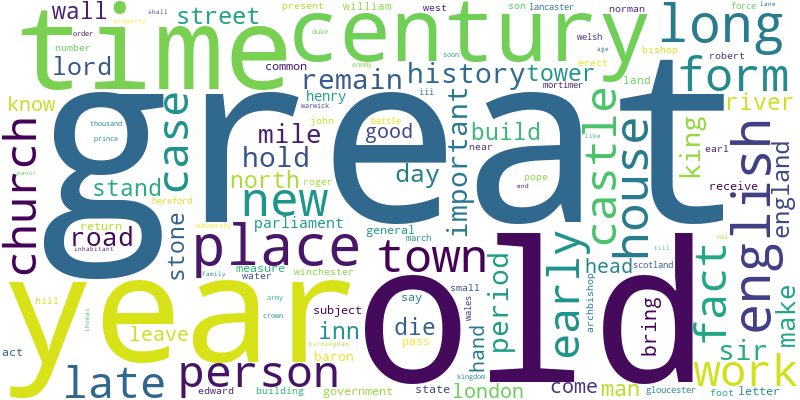 wall
present
william
west
son
lancaster
norman
force
lane
shall
property
street
duke
number
order
time
century
long
welsh
age
erect
bishop
enemy
soon
lord
common
case
remain
history
tower
form
robert
iii
land
know
henry
mortimer
river
great
thousand
prince
john
battle
good
warwick
build
like
church
mile
important
castle
house
king
english
england
near
earl
hold
manor
stand
north
roger
day
pope
receive
end
hereford
new
return
authority
parliament
general
march
road
inhabitant
stone
place
town
early
head
fact
till
vol
family
measure
winchester
water
small
scotland
period
archbishop
year
old
hill
army
crown
subject
say
wales
bring
make
thomas
leave
inn
die
pass
hand
sir
act
birmingham
baron
kingdom
late
person
come
man
work
edward
building
government
state
london
gloucester
foot
letter